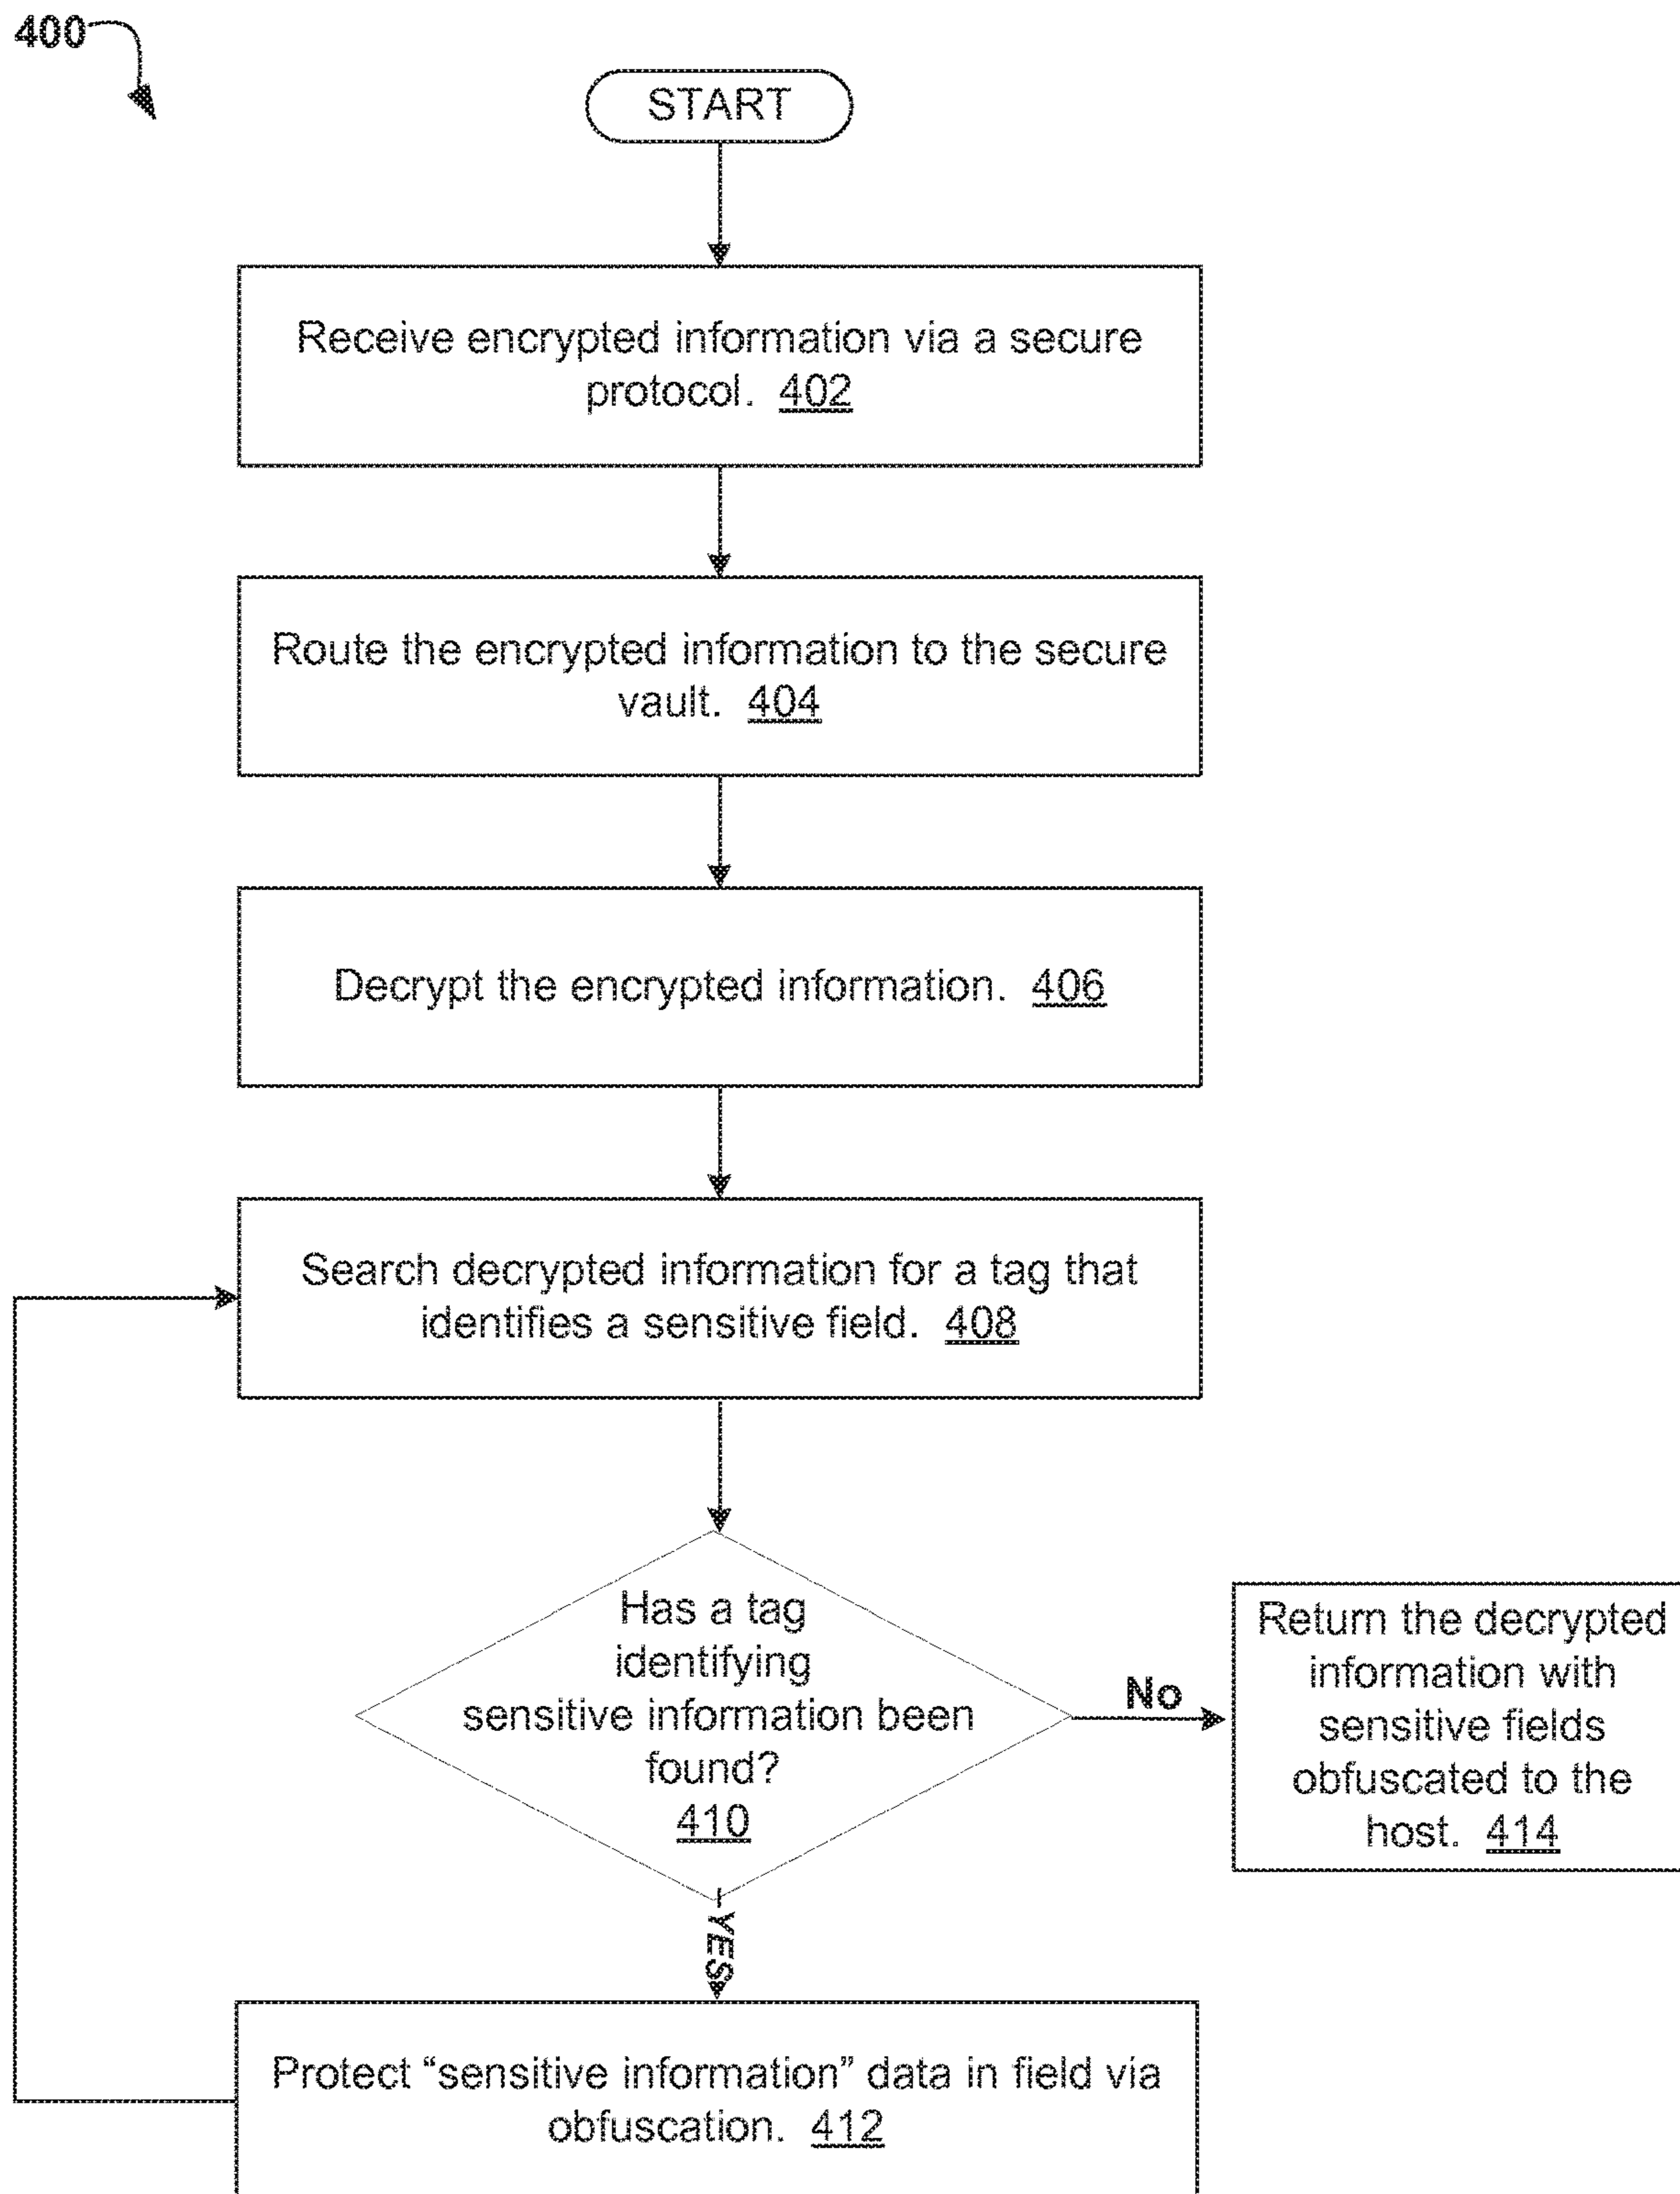 400
START
Receive encrypted information via a secure
protocol. 402
Route the encrypted information to the secure
vault. 404
Decrypt the encrypted information. 406
Search decrypted information for a tag that
identifies a sensitive field. 408
Has a tag
identifying
sensitive information been
found?
410
No
Return the decrypted
information with
sensitive fields
obfuscated to the
host. 414
YES
Protect “sensitive information” data in field via
obfuscation. 412